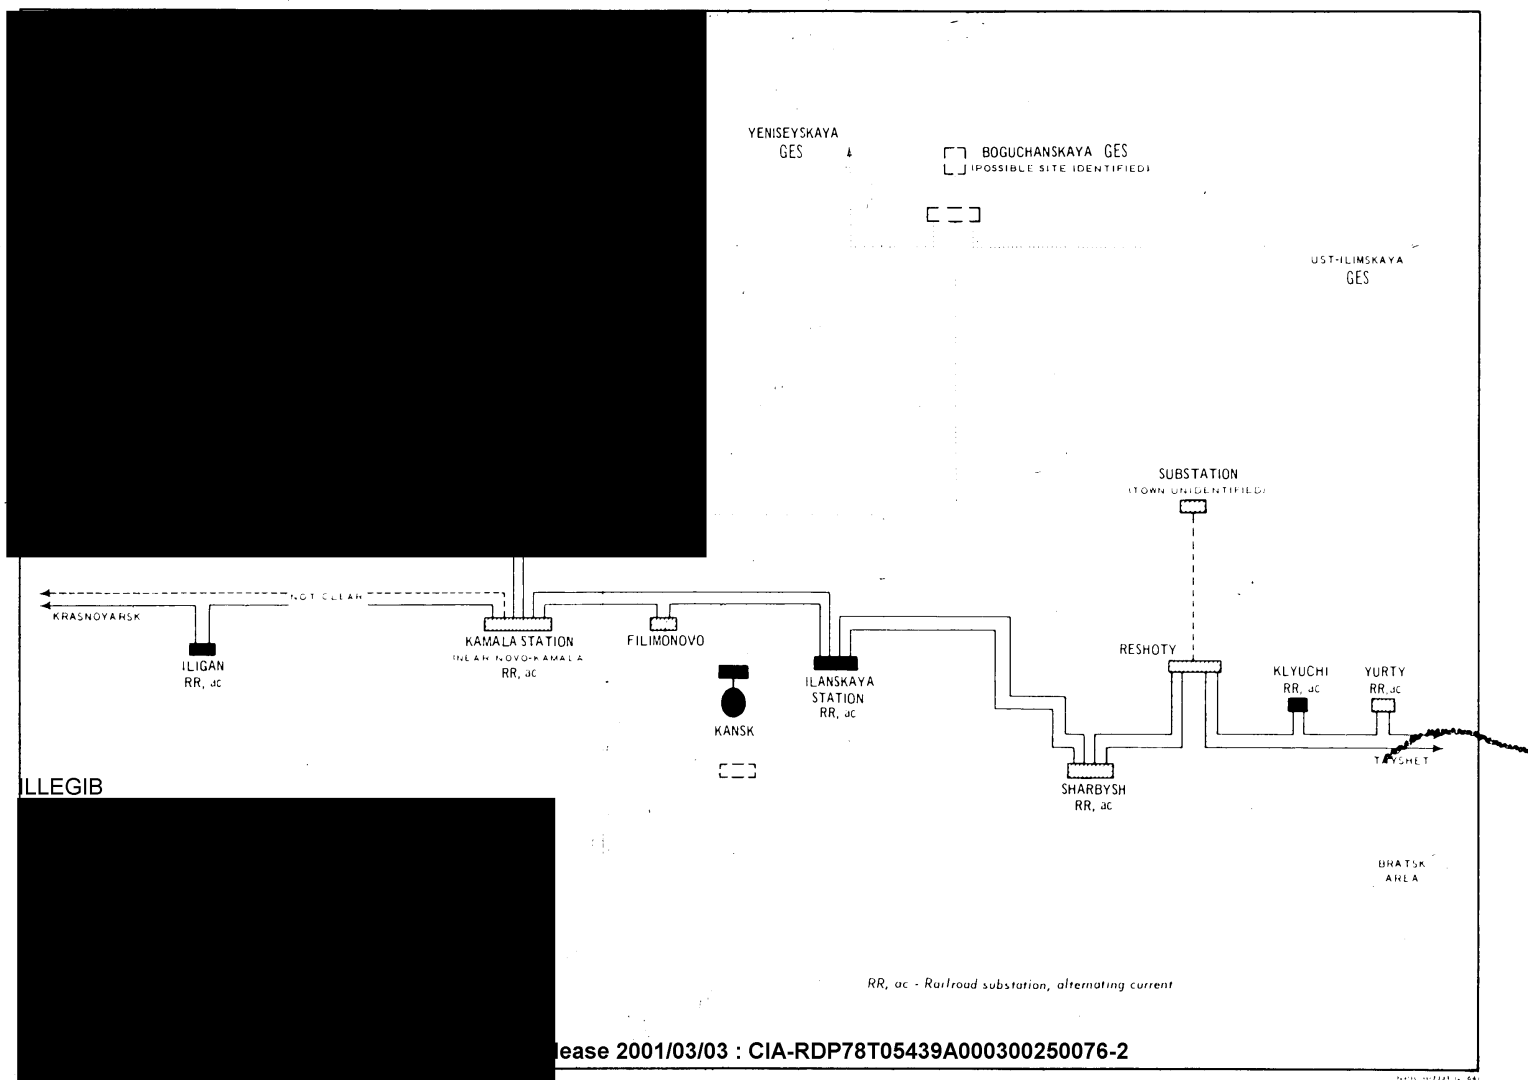 YENISEYSKAYA
GES
BOGUCHANSKAYA GES
(POSSIBLE SITE IDENTIFIED)
UST-ILIMSKAYA
GES
SUBSTATION
(TOWN UNIDENTIFIED)
NOT CLEAR
KRASNOYARSK
ILIGAN
RR, ac
KAMALA STATION
(NEAR NOVO-KAMALA
RR, ac
FILIMONOVO
KANSK
ILANSKAYA
STATION
RR, ac
RESHOTY
KLYUCHI
RR, ac
YURTY
RR, ac
TAYSHET
SHARBYSH
RR, ac
ILLEGIB
BRATSK
AREA
RR, ac - Railroad substation, alternating current
lease 2001/03/03 : CIA-RDP78T05439A000300250076-2